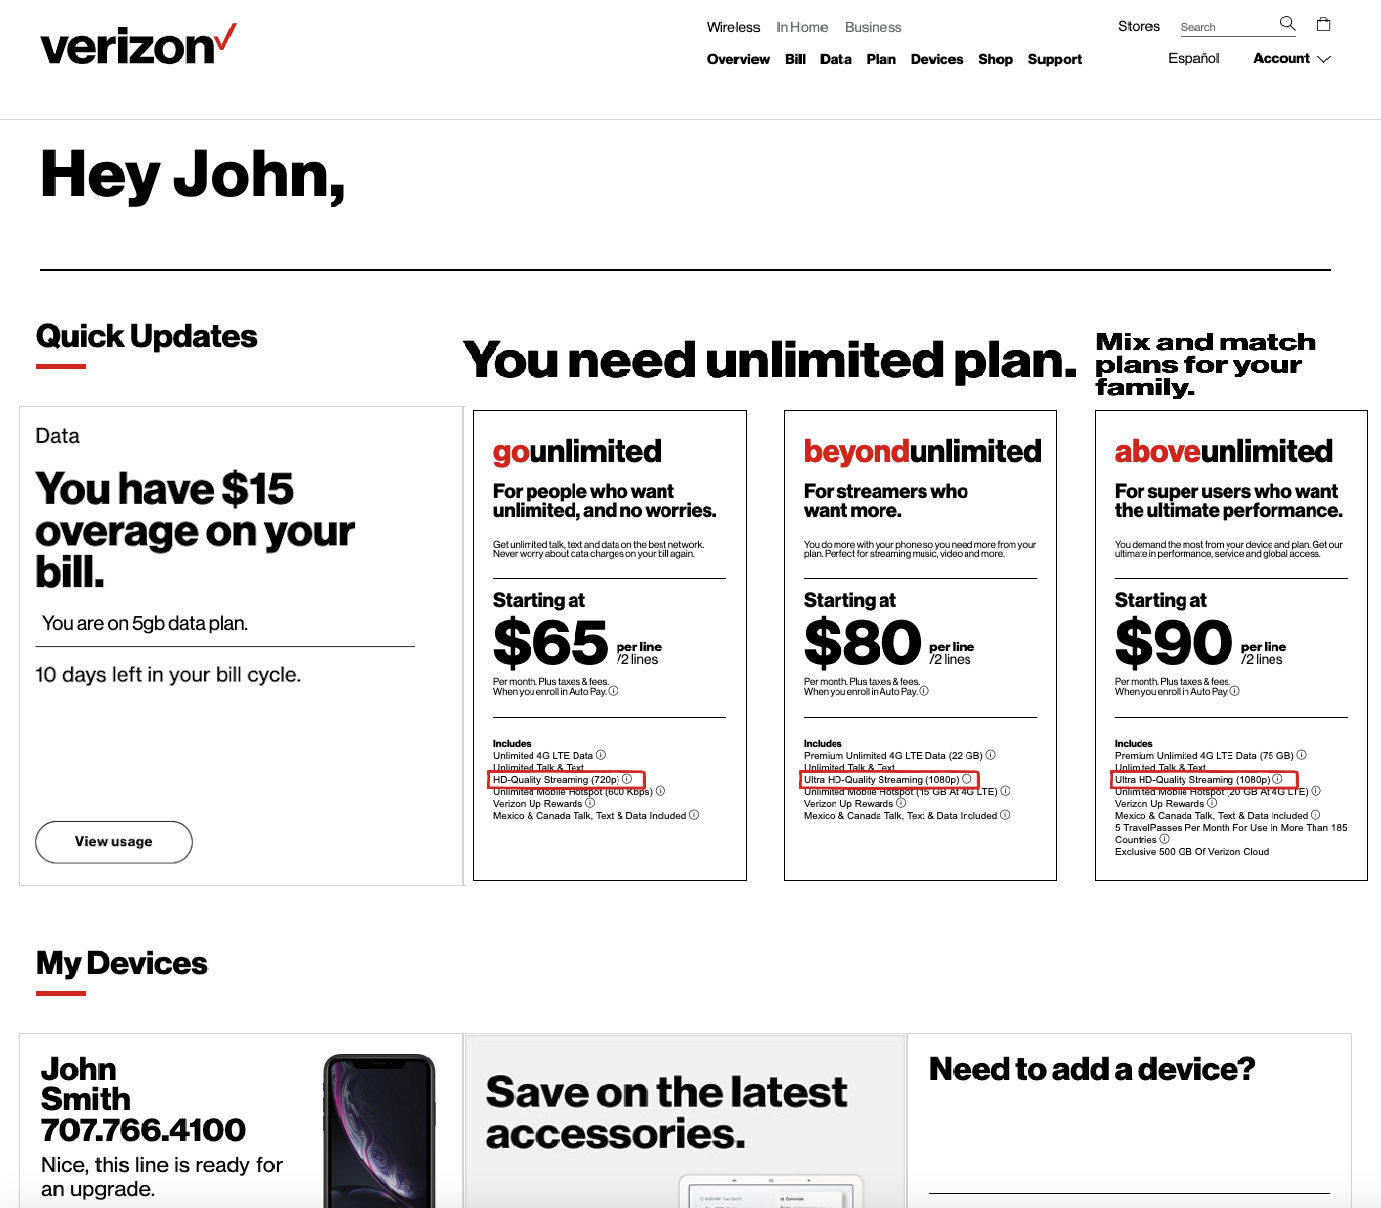 verizon
Wireless In Home Business
Stores Search
Overview Bill Data Plan Devices Shop Support
Español Account
Hey John,
Quick Updates
You need unlimited plan.
Mix and match
plans for your
family.
Data
You have $15
overage on your
bill.
You are on 5gb data plan.
10 days left in your bill cycle.
View usage
gounlimited
For people who want
unlimited, and no worries.
Get unlimited talk, text and data on the best network.
Never worry about cata charges on your bill again.
Starting at
$65 per line
/2 lines
Per month. Plus taxes & fees.
When you enroll in Auto Pay.
Includes
Unlimited 4G LTE Data
Unlimited Talk & Text
HD-Quality Streaming (720p)
Unlimited Mobile Hotspot (600 Kbps)
Verizon Up Rewards
Mexico & Canada Talk, Text & Data Included
beyondunlimited
For streamers who
want more.
You do more with your phone so you need more from your
plan. Perfect for streaming music, video and more.
Starting at
$80 per line
/2 lines
Per month. Plus taxes & fees.
When you enroll in Auto Pay.
Includes
Premium Unlimited 4G LTE Data (22 GB)
Unlimited Talk & Text
Ultra HD-Quality Streaming (1080p)
Unlimited Mobile Hotspot (15 GB At 4G LTE)
Verizon Up Rewards
Mexico & Canada Talk, Text & Data Included
aboveunlimited
For super users who want
the ultimate performance.
You demand the most from your device and plan. Get our
ultimate in performance, service and global access.
Starting at
$90 per line
/2 lines
Per month. Plus taxes & fees.
When you enroll in Auto Pay.
Includes
Premium Unlimited 4G LTE Data (75 GB)
Unlimited Talk & Text
Ultra HD-Quality Streaming (1080p)
Unlimited Mobile Hotspot (20 GB At 4G LTE)
Verizon Up Rewards
Mexico & Canada Talk, Text & Data Included
5 TravelPasses Per Month For Use In More Than 185
Countries
Exclusive 500 GB Of Verizon Cloud
My Devices
John
Smith
707.766.4100
Nice, this line is ready for
an upgrade.
Save on the latest
accessories.
Commute
Need to add a device?